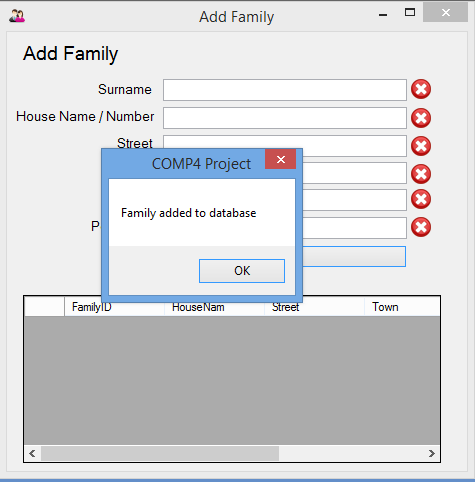 Add Family
Add Family
Surname
House Name / Number
Street
COMP4 Project
Family added to database
P
OK
FamilyID HouseNam Street Town